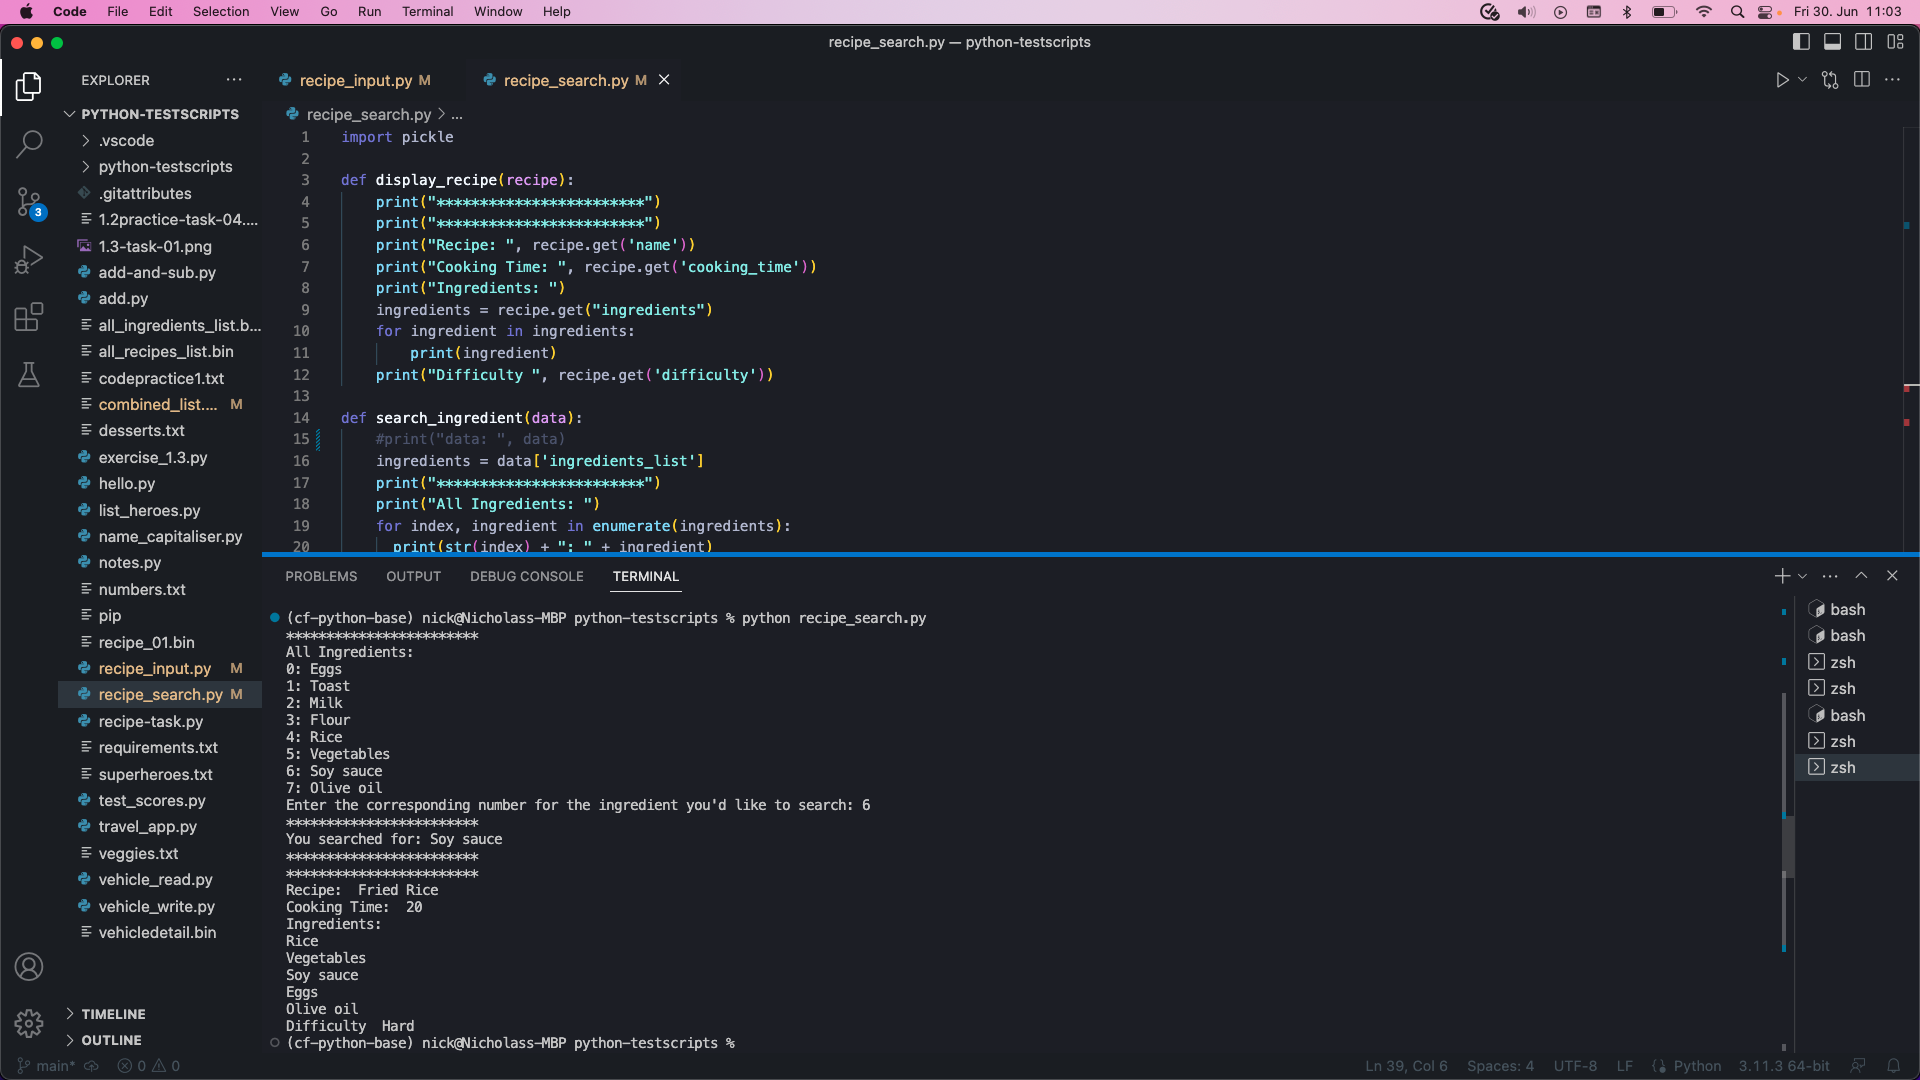 Code File Edit Selection View Go Run Terminal Window Help
Fri 30. Jun 11:03
recipe_search.py — python-testscripts
EXPLORER ...
PYTHON-TESTSCRIPTS
.vscode
python-testscripts
.gitattributes
1.2practice-task-04....
1.3-task-01.png
add-and-sub.py
add.py
all_ingredients_list.b...
all_recipes_list.bin
codepractice1.txt
combined_list.... M
desserts.txt
exercise_1.3.py
hello.py
list_heroes.py
name_capitaliser.py
notes.py
numbers.txt
pip
recipe_01.bin
recipe_input.py M
recipe_search.py M
recipe-task.py
requirements.txt
superheroes.txt
test_scores.py
travel_app.py
veggies.txt
vehicle_read.py
vehicle_write.py
vehicledetail.bin
TIMELINE
OUTLINE
3
recipe_input.py M recipe_search.py M
recipe_search.py > ...
1 import pickle
2
3 def display_recipe(recipe):
4 print("************************")
5 print("************************")
6 print("Recipe: ", recipe.get('name'))
7 print("Cooking Time: ", recipe.get('cooking_time'))
8 print("Ingredients: ")
9 ingredients = recipe.get("ingredients")
10 for ingredient in ingredients:
11 print(ingredient)
12 print("Difficulty ", recipe.get('difficulty'))
13
14 def search_ingredient(data):
15 #print("data: ", data)
16 ingredients = data['ingredients_list']
17 print("************************")
18 print("All Ingredients: ")
19 for index, ingredient in enumerate(ingredients):
20 print(str(index) + ": " + ingredient)
PROBLEMS OUTPUT DEBUG CONSOLE TERMINAL
(cf-python-base) nick@Nicholass-MBP python-testscripts % python recipe_search.py
************************
All Ingredients:
0: Eggs
1: Toast
2: Milk
3: Flour
4: Rice
5: Vegetables
6: Soy sauce
7: Olive oil
Enter the corresponding number for the ingredient you'd like to search: 6
************************
You searched for: Soy sauce
************************
************************
Recipe:  Fried Rice
Cooking Time:  20
Ingredients:
Rice
Vegetables
Soy sauce
Eggs
Olive oil
Difficulty  Hard
(cf-python-base) nick@Nicholass-MBP python-testscripts %
bash
bash
zsh
zsh
bash
zsh
zsh
main* 0 0
Ln 39, Col 6 Spaces: 4 UTF-8 LF Python 3.11.3 64-bit